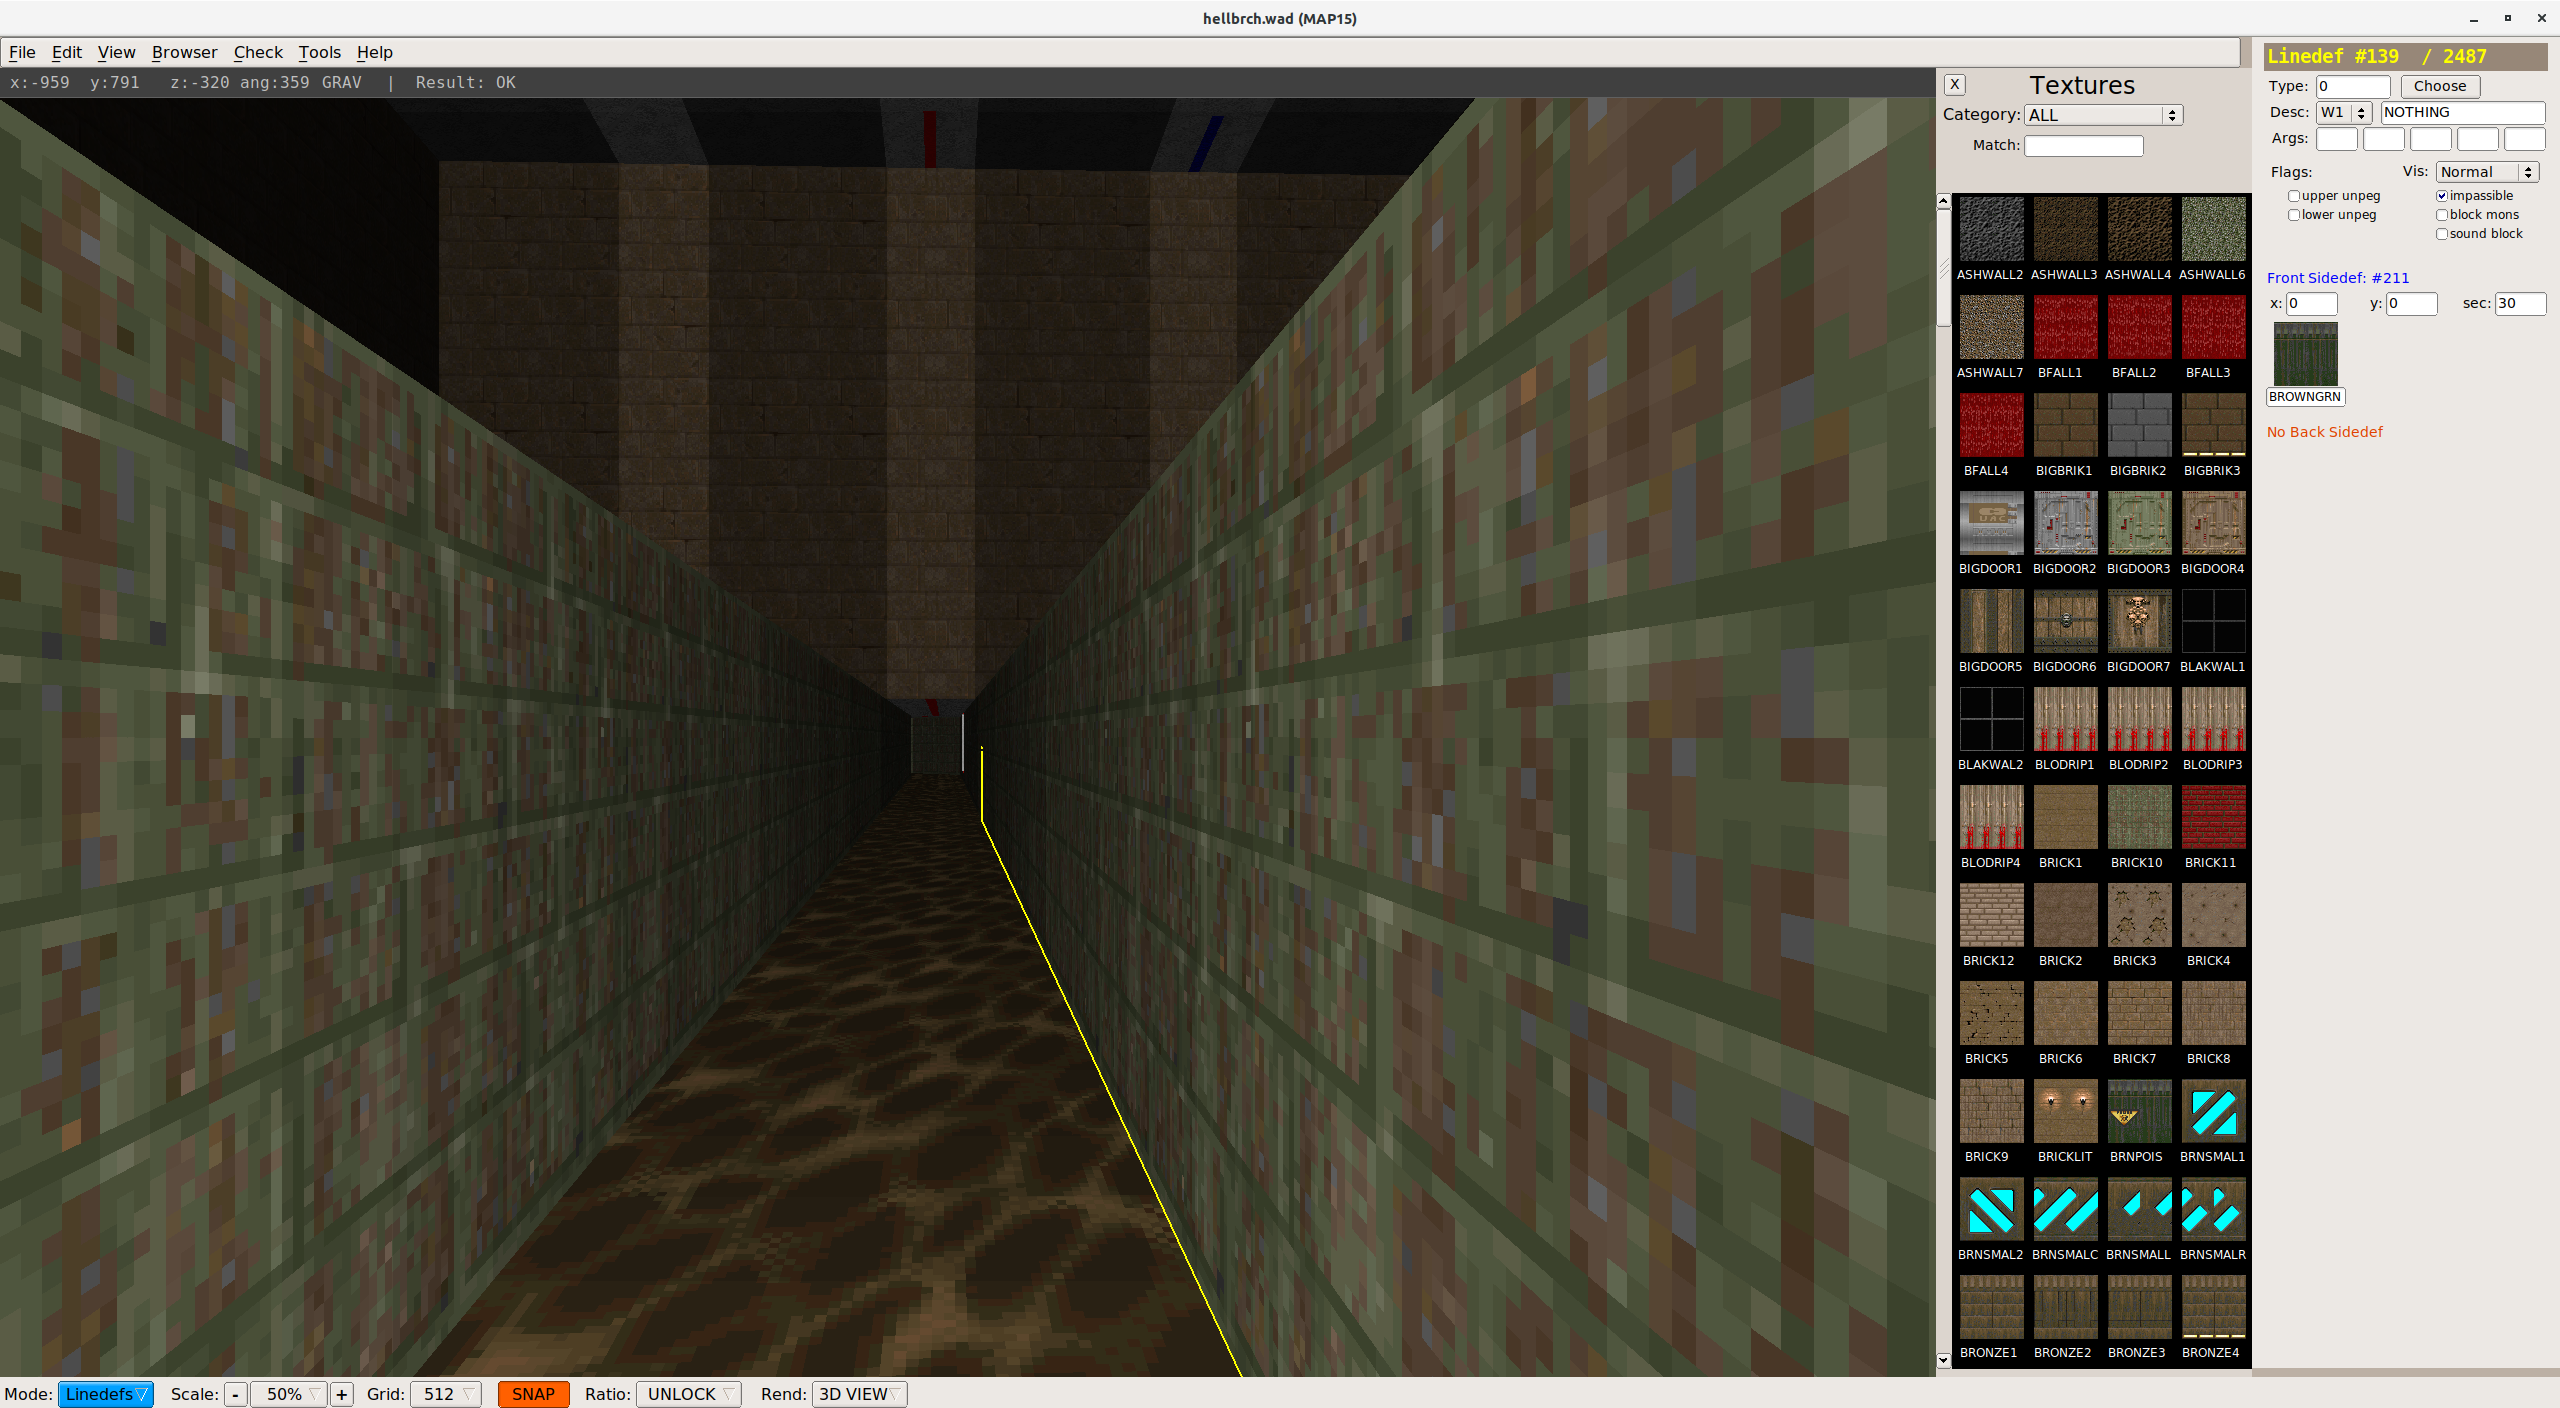 hellbrch.wad (MAP15)
File Edit View Browser Check Tools Help
x:-959 y:791 z:-320 ang:359 GRAV | Result: OK
X Textures
Category: ALL
Match:
ASHWALL2 ASHWALL3 ASHWALL4 ASHWALL6
ASHWALL7 BFALL1 BFALL2 BFALL3
BFALL4 BIGBRIK1 BIGBRIK2 BIGBRIK3
UAC
BIGDOOR1 BIGDOOR2 BIGDOOR3 BIGDOOR4
BIGDOOR5 BIGDOOR6 BIGDOOR7 BLAKWAL1
BLAKWAL2 BLODRIP1 BLODRIP2 BLODRIP3
BLODRIP4 BRICK1 BRICK10 BRICK11
BRICK12 BRICK2 BRICK3 BRICK4
BRICK5 BRICK6 BRICK7 BRICK8
BRICK9 BRICKLIT BRNPOIS BRNSMAL1
BRNSMAL2 BRNSMALC BRNSMALL BRNSMALR
BRONZE1 BRONZE2 BRONZE3 BRONZE4
Linedef #139 / 2487
Type: 0 Choose
Desc: W1 NOTHING
Args:
Flags: Vis: Normal
upper unpeg impassible
lower unpeg block mons
sound block
Front Sidedef: #211
x: 0 y: 0 sec: 30
BROWNGRN
No Back Sidedef
Mode: Linedefs Scale: - 50% + Grid: 512 SNAP Ratio: UNLOCK Rend: 3D VIEW